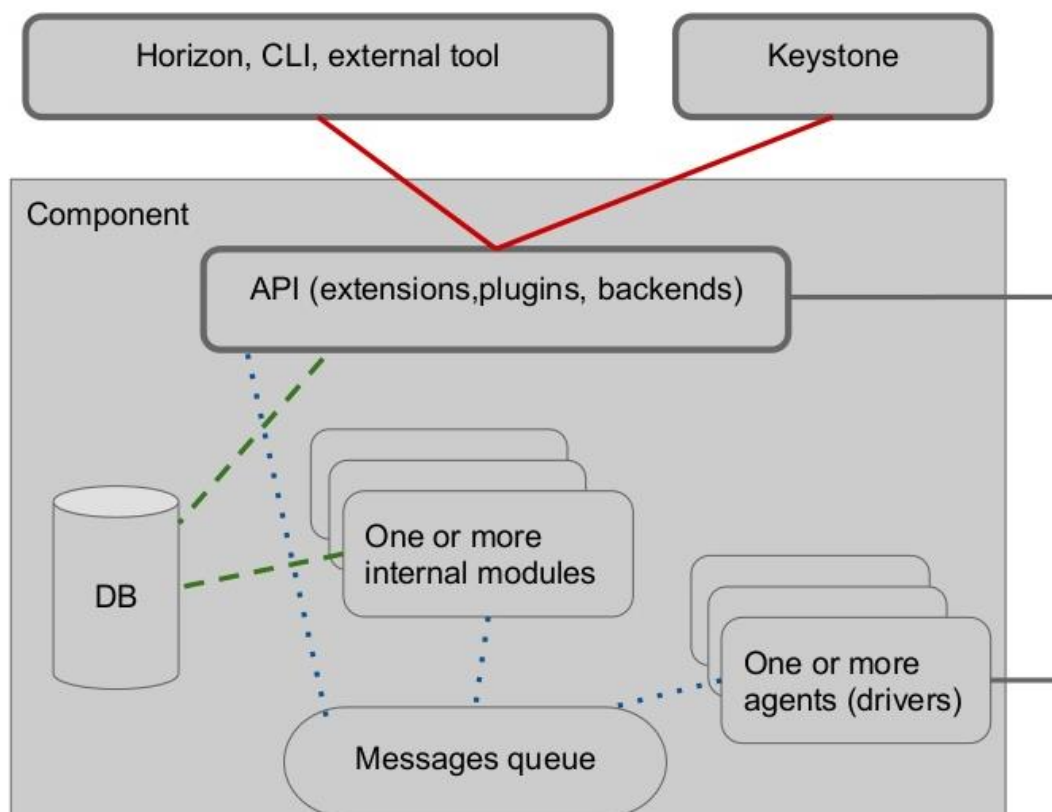 Horizon, CLI, external tool
Keystone
Component
API (extensions,plugins, backends)
One or more
internal modules
DB
One or more
agents (drivers)
Messages queue